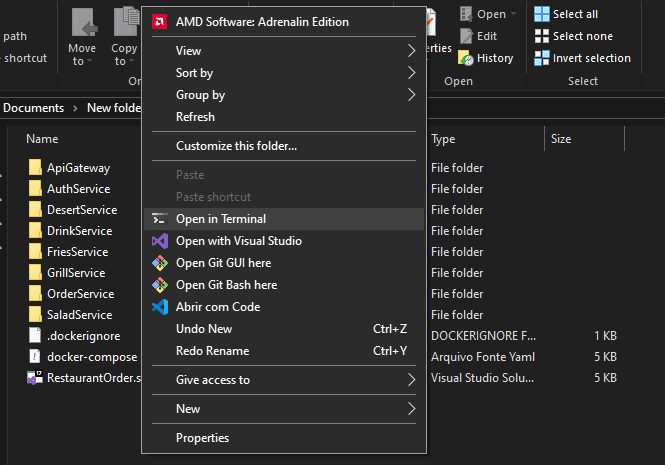 path
shortcut
Move to
Copy to
Or
erties
Open
Edit
History
Open
Select all
Select none
Invert selection
Select
Documents > New folde
Name
Type
Size
ApiGateway
File folder
AuthService
File folder
DesertService
File folder
DrinkService
File folder
FriesService
File folder
GrillService
File folder
OrderService
File folder
SaladService
File folder
.dockerignore
DOCKERIGNORE F...
1 KB
docker-compose
Arquivo Fonte Yaml
5 KB
RestaurantOrder.s
Visual Studio Solu...
5 KB
AMD Software: Adrenalin Edition
View
Sort by
Group by
Refresh
Customize this folder...
Paste
Paste shortcut
Open in Terminal
Open with Visual Studio
Open Git GUI here
Open Git Bash here
Abrir com Code
Undo New Ctrl+Z
Redo Rename Ctrl+Y
Give access to
New
Properties